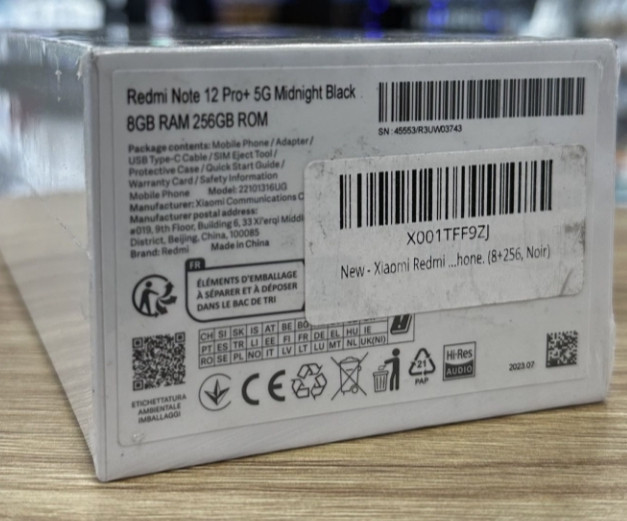 Redmi Note 12 Pro+ 5G Midnight Black
8GB RAM 256GB ROM
SN: 45553/R3UW03743
Package contents: Mobile Phone / Adapter /
USB Type-C Cable / SIM Eject Tool /
Protective Case / Quick Start Guide /
Warranty Card / Safety Information
Mobile Phone Model: 22101316UG
Manufacturer: Xiaomi Communications C
Manufacturer postal address:
#019, 9th Floor, Building 6, 33 Xi'erqi Middl
District, Beijing, China, 100085
Brand: Redmi Made in China
X001TFF9ZJ
New - Xiaomi Redmi ...hone. (8+256, Noir)
FR
ÉLÉMENTS D'EMBALLAGE
À SÉPARER ET À DÉPOSER
DANS LE BAC DE TRI
CH SI SK IS AT BE BG
PT ES TR LI EE FI FR DE EL HU IE
RO SE PL NO IT LV LT LU MT NL UK(NI)
ETICHETTATURA
AMBIENTALE
IMBALLAGGI
CE
21
PAP
Hi-Res
AUDIO
2023.07